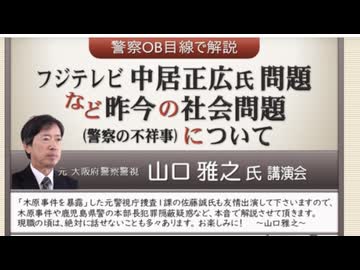 警察OB目線で解説
フジテレビ 中居正広氏 問題
など昨今の社会問題
(警察の不祥事)について
元 大阪府警察警視 山口 雅之 氏 講演会
「木原事件を暴露」した元警視庁捜査1課の佐藤誠氏も友情出演して下さいますので、
木原事件や鹿児島県警の本部長犯罪隠蔽疑惑など、本音で解説させて頂きます。
現職の頃は、絶対に話せないことも多々あります。お楽しみに！ ～山口雅之～